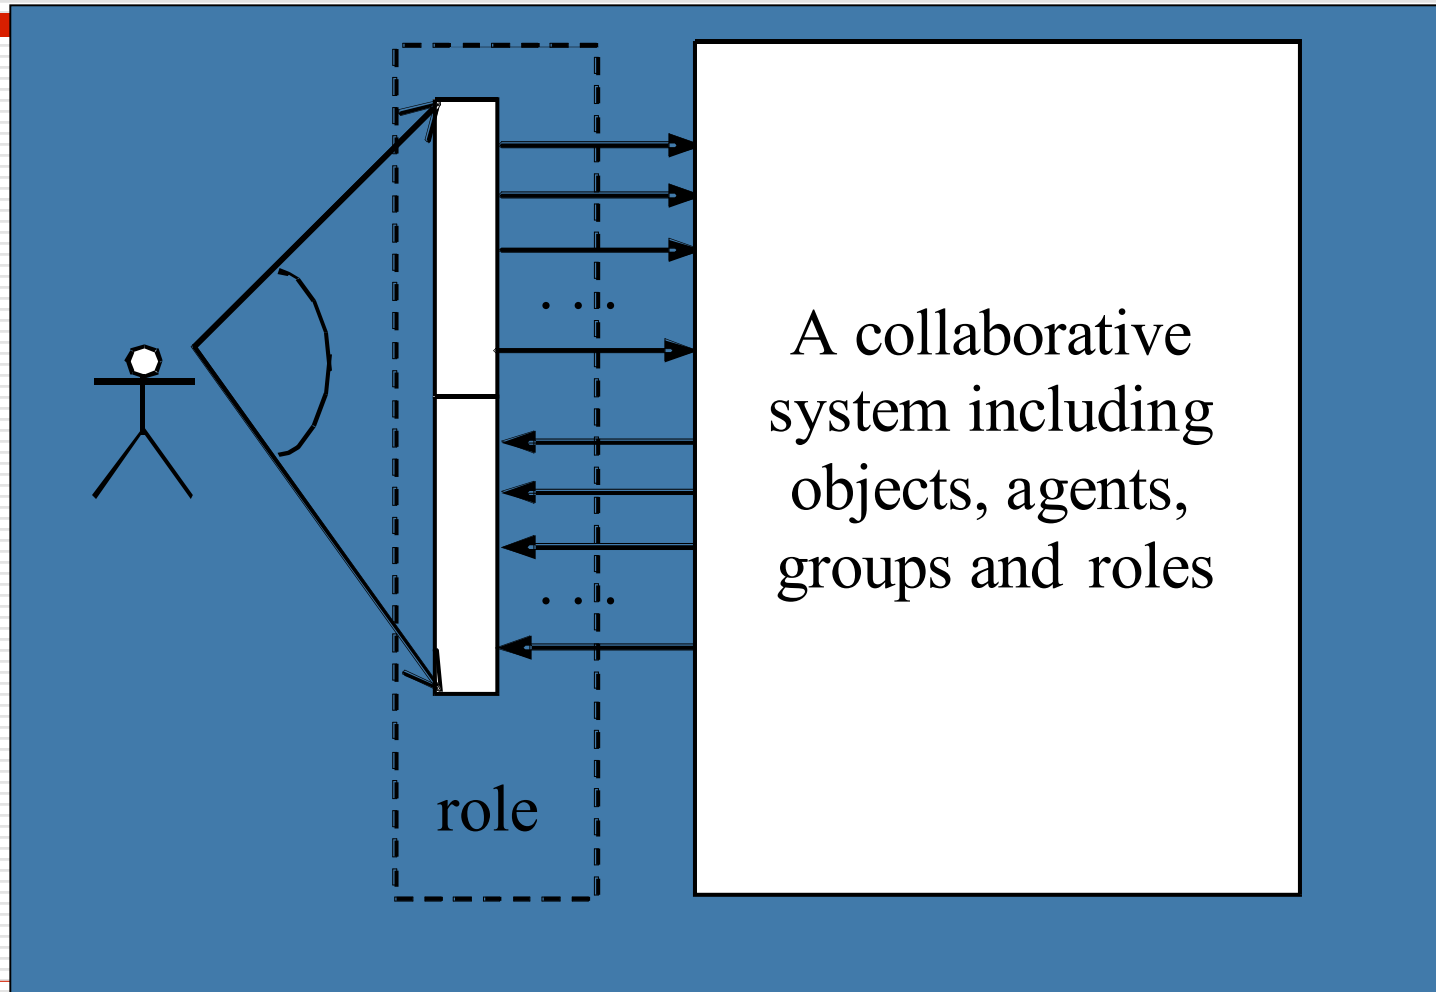 A collaborative
system including
objects, agents,
groups and roles
. . .
. . .
role